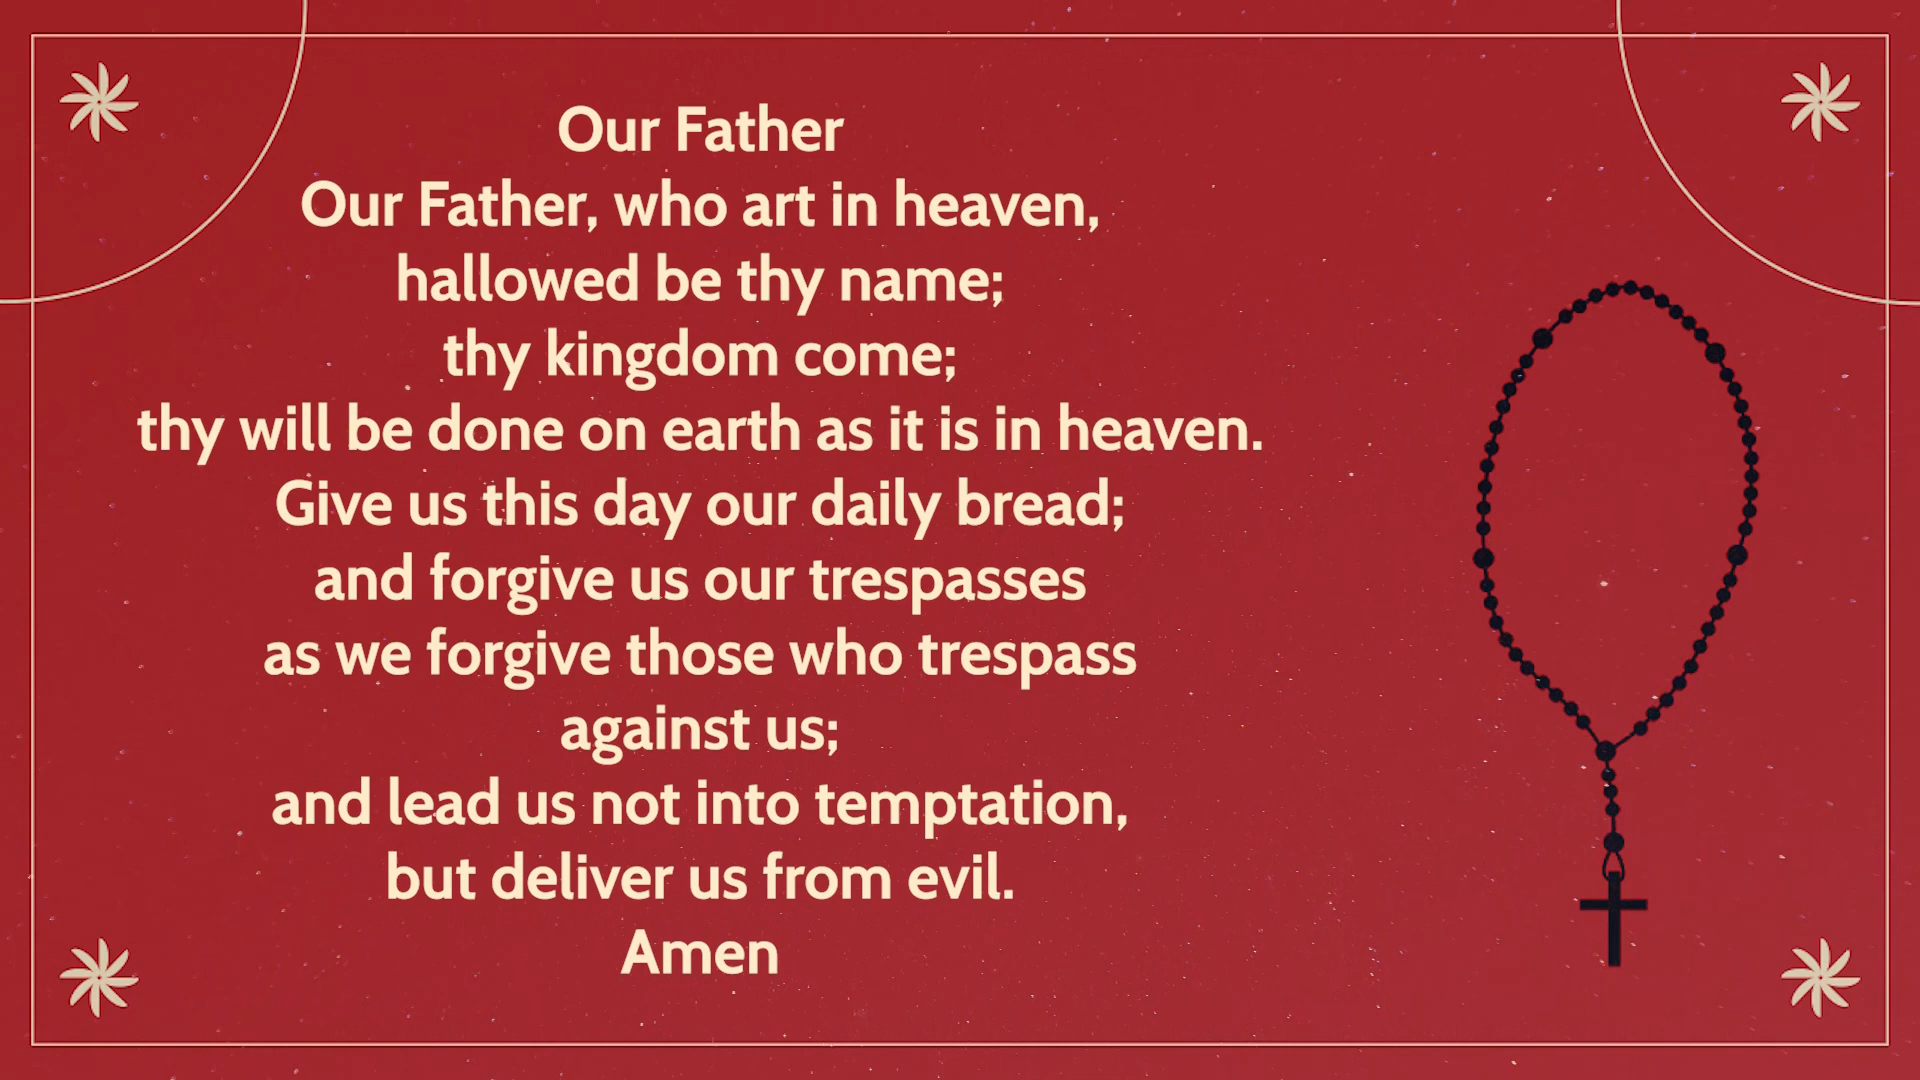 Our Father
Our Father, who art in heaven,
hallowed be thy name;
thy kingdom come;
thy will be done on earth as it is in heaven.
Give us this day our daily bread;
and forgive us our trespasses
as we forgive those who trespass
against us;
and lead us not into temptation,
but deliver us from evil.
Amen